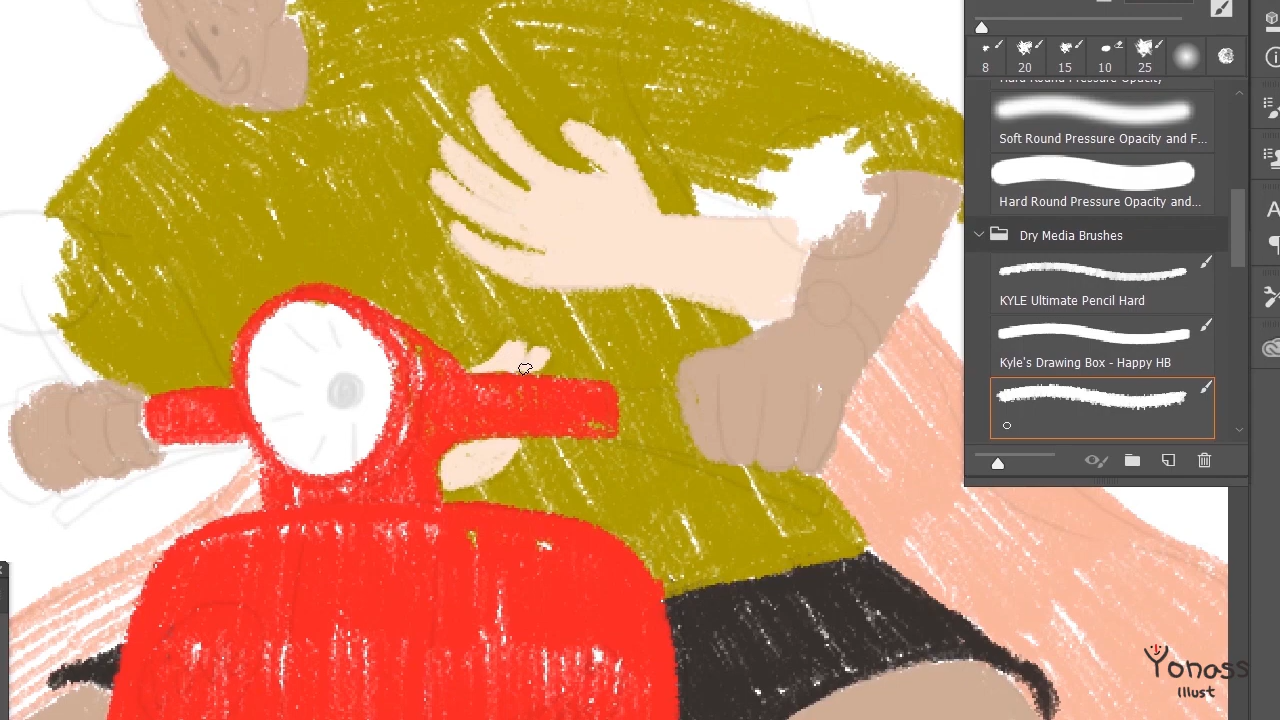 8 20 15 10 25
Hard Round Pressure Opacity
Soft Round Pressure Opacity and F...
Hard Round Pressure Opacity and...
Dry Media Brushes
KYLE Ultimate Pencil Hard
Kyle's Drawing Box - Happy HB
Yonass
Illust